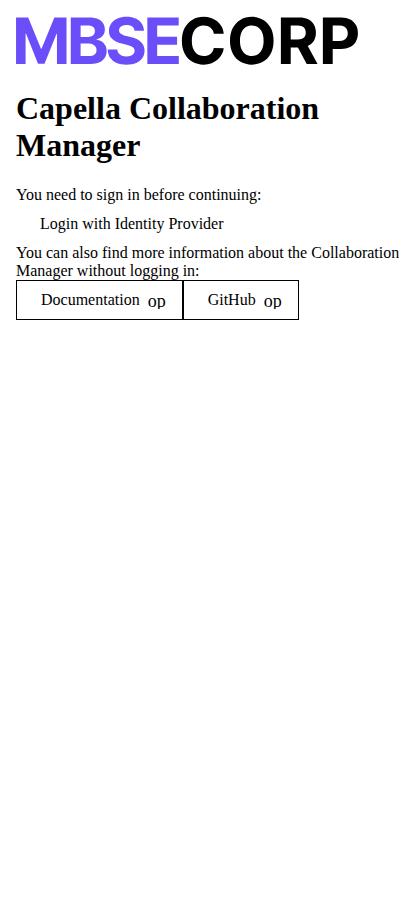 MBSECORP
Capella Collaboration
Manager
You need to sign in before continuing:
Login with Identity Provider
You can also find more information about the Collaboration
Manager without logging in:
Documentation op GitHub op